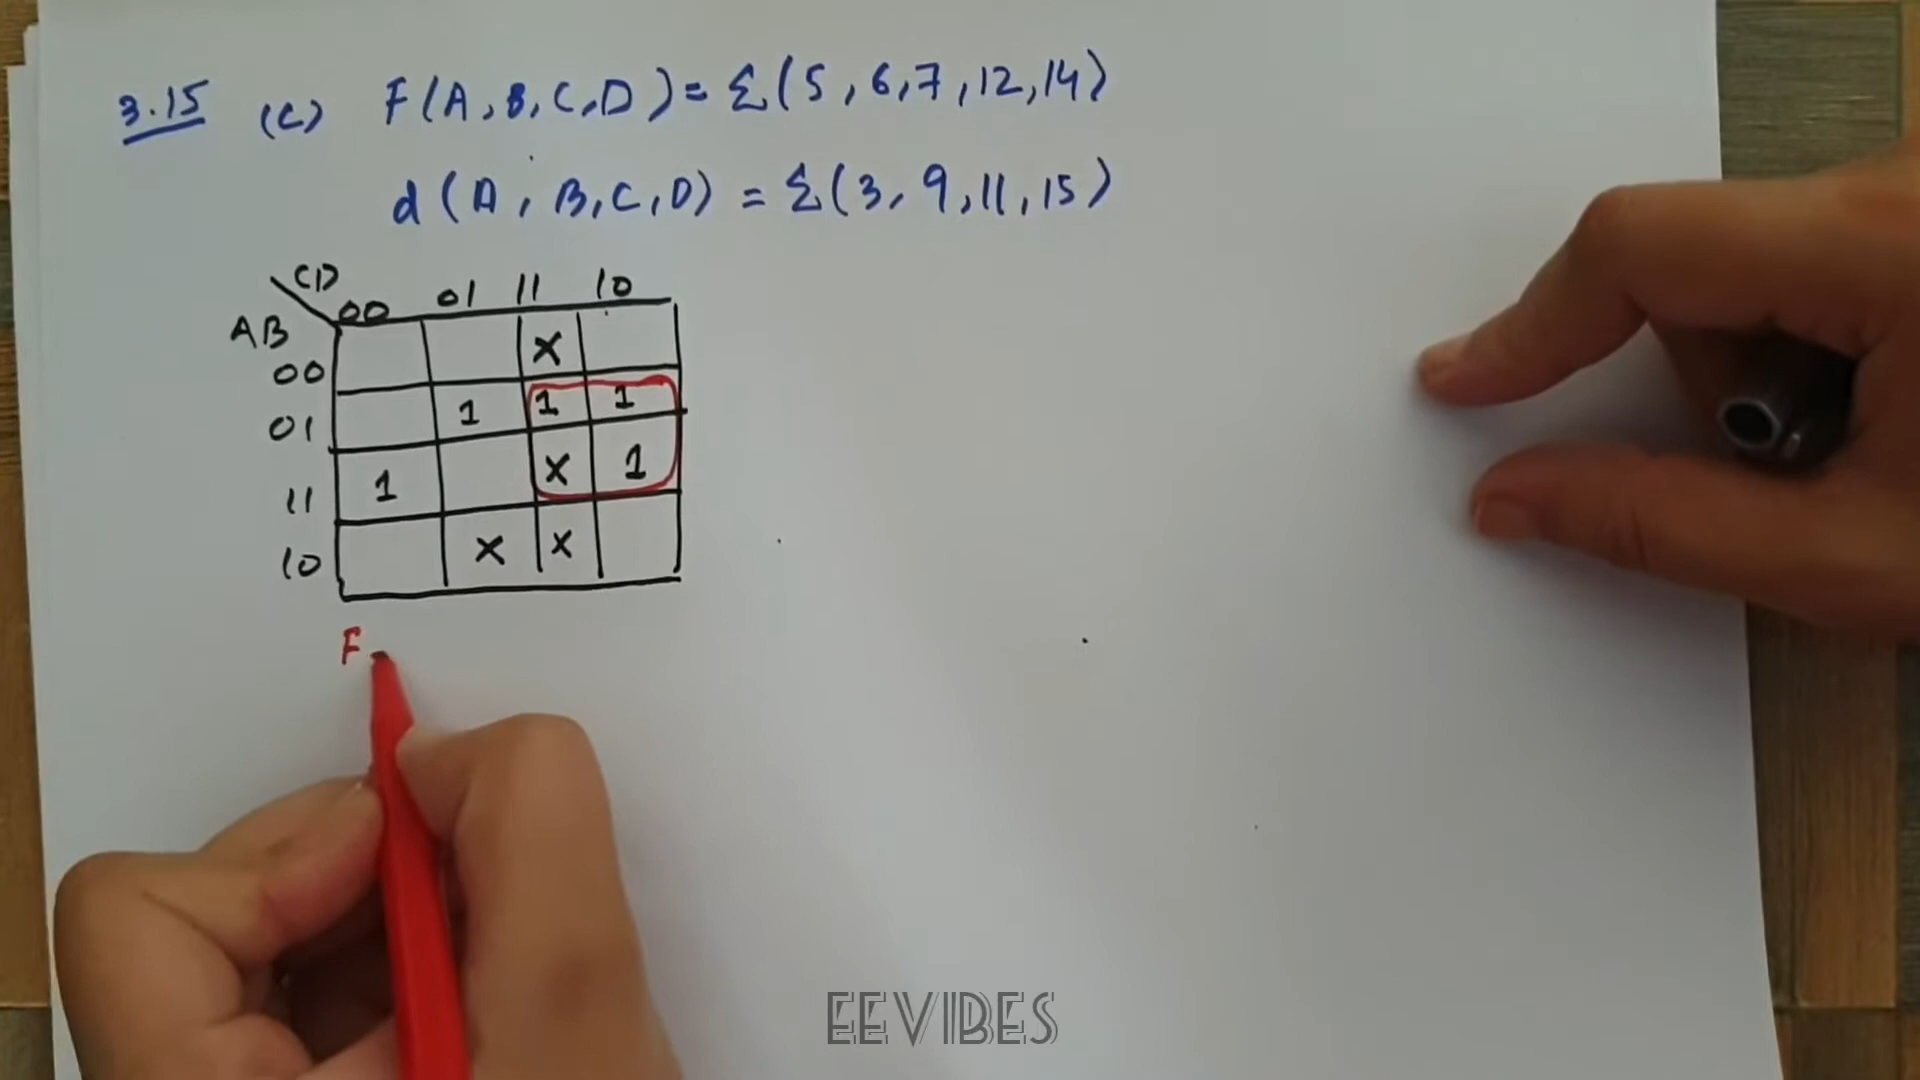 3.15 (C) F(A,B,C,D)= Σ(5,6,7,12,14)
d(A,B,C,D) = Σ(3,9,11,15)
CD
00 01 11 10
AB
00 X
01 1 1 1
11 1 X 1
10 X X
F
EEVIBES